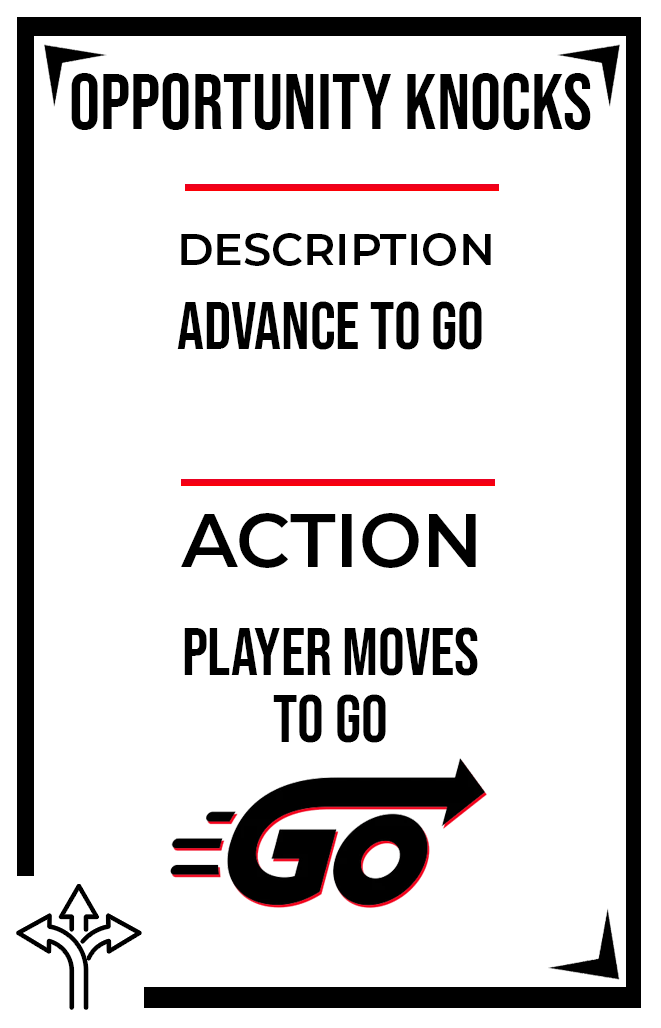 OPPORTUNITY KNOCKS
DESCRIPTION
ADVANCE TO GO
ACTION
PLAYER MOVES
TO GO
Go